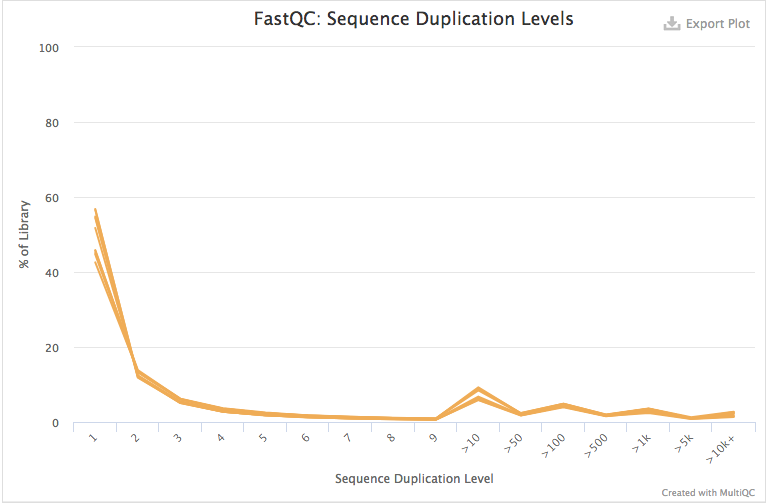 FastQC: Sequence Duplication Levels
Export Plot
100
80
60
40
20
0
% of Library
1
2
3
4
5
6
7
8
9
>10
>50
>100
>500
>1k
>5k
>10k+
Sequence Duplication Level
Created with MultiQC